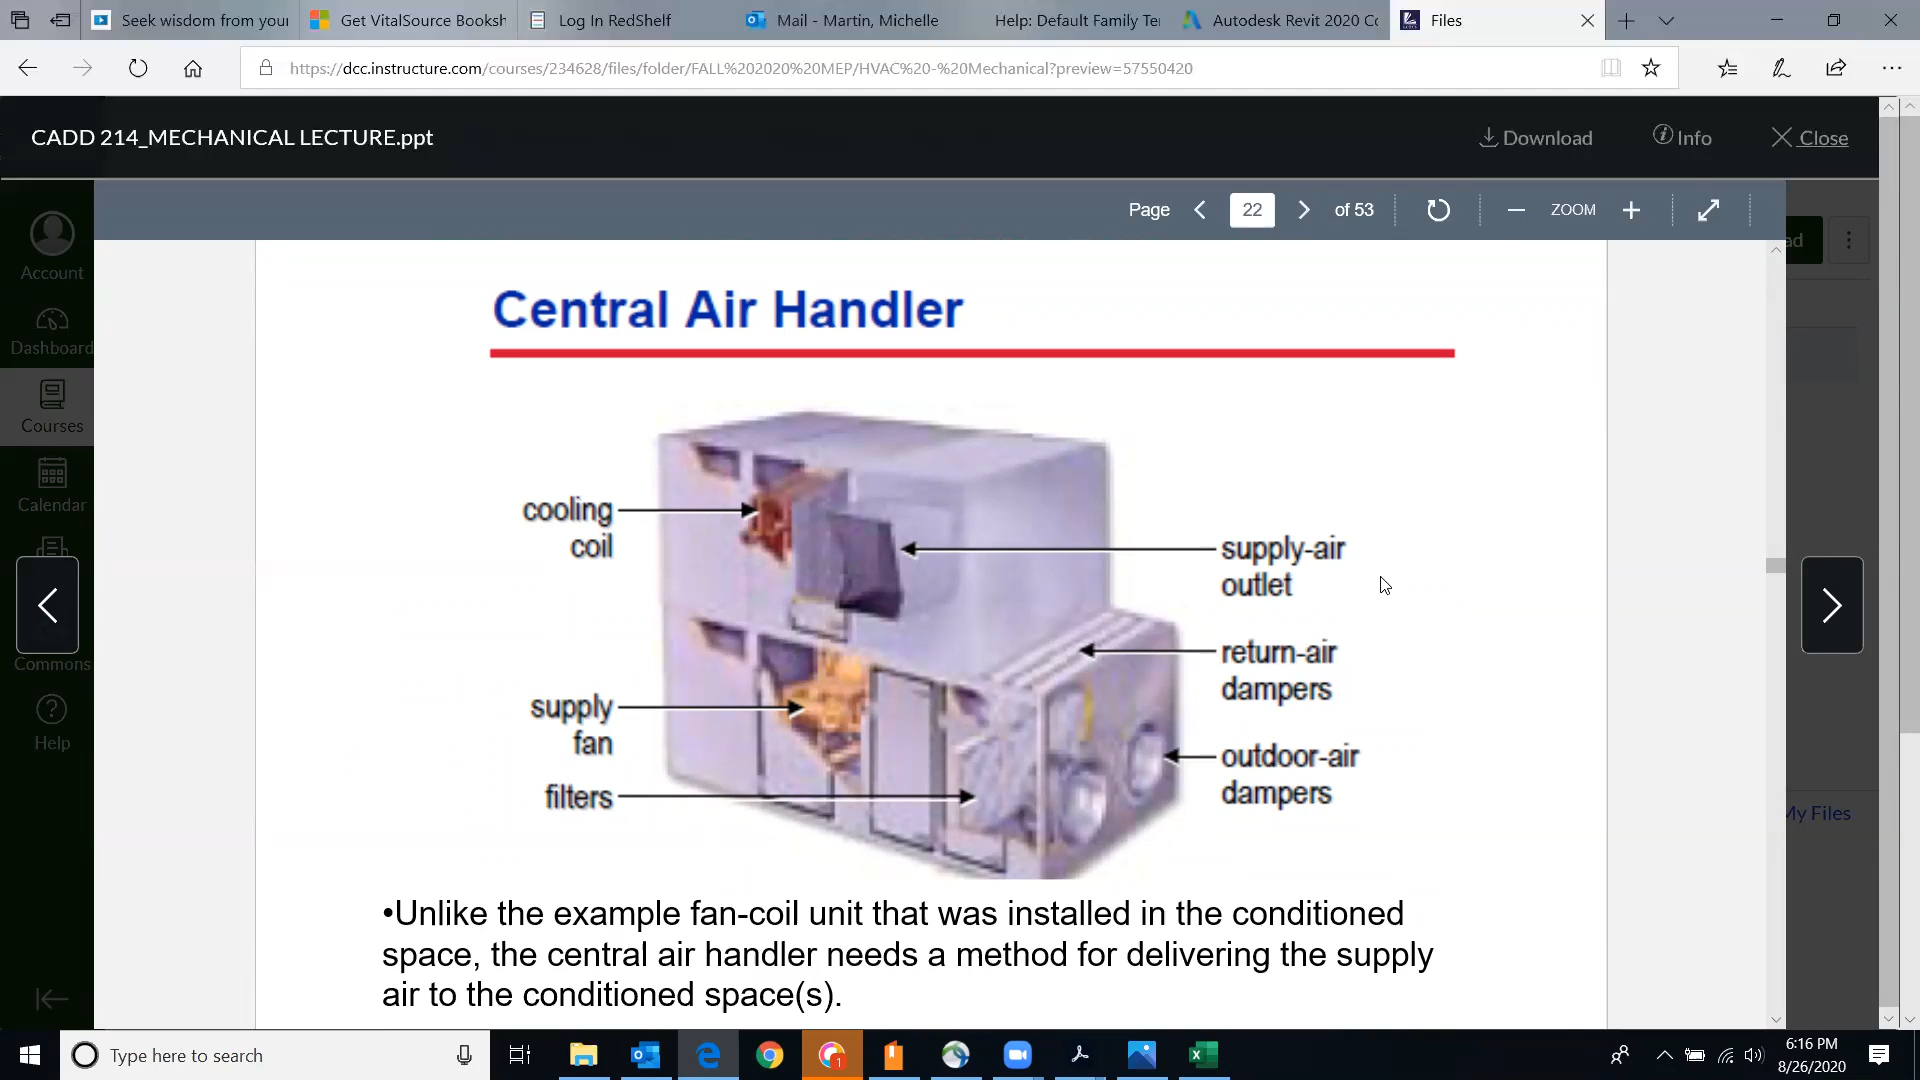 Seek wisdom from your
Get VitalSource Booksh
Log In RedShelf
Mail - Martin, Michelle
Help: Default Family Te
Autodesk Revit 2020 Co
Files
https://dcc.instructure.com/courses/234628/files/folder/FALL%202020%20MEP/HVAC%20-%20Mechanical?preview=57550420
CADD 214_MECHANICAL LECTURE.ppt
Download
Info
Close
Page
22
of 53
ZOOM
ad
Account
Dashboard
Courses
Calendar
Commons
Help
My Files
Central Air Handler
cooling
coil
supply-air
outlet
return-air
dampers
supply
fan
outdoor-air
dampers
filters
•Unlike the example fan-coil unit that was installed in the conditioned
space, the central air handler needs a method for delivering the supply
air to the conditioned space(s).
Type here to search
1
6:16 PM
8/26/2020